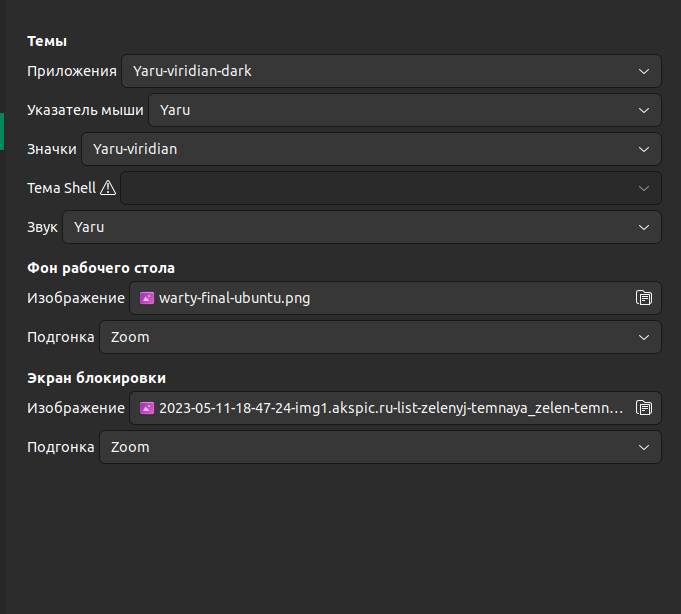 Темы
Приложения Yaru-viridian-dark
Указатель мыши Yaru
Значки Yaru-viridian
Тема Shell
Звук Yaru
Фон рабочего стола
Изображение warty-final-ubuntu.png
Подгонка Zoom
Экран блокировки
Изображение 2023-05-11-18-47-24-img1.akspic.ru-list-zelenyj-temnaya_zelen-temn...
Подгонка Zoom